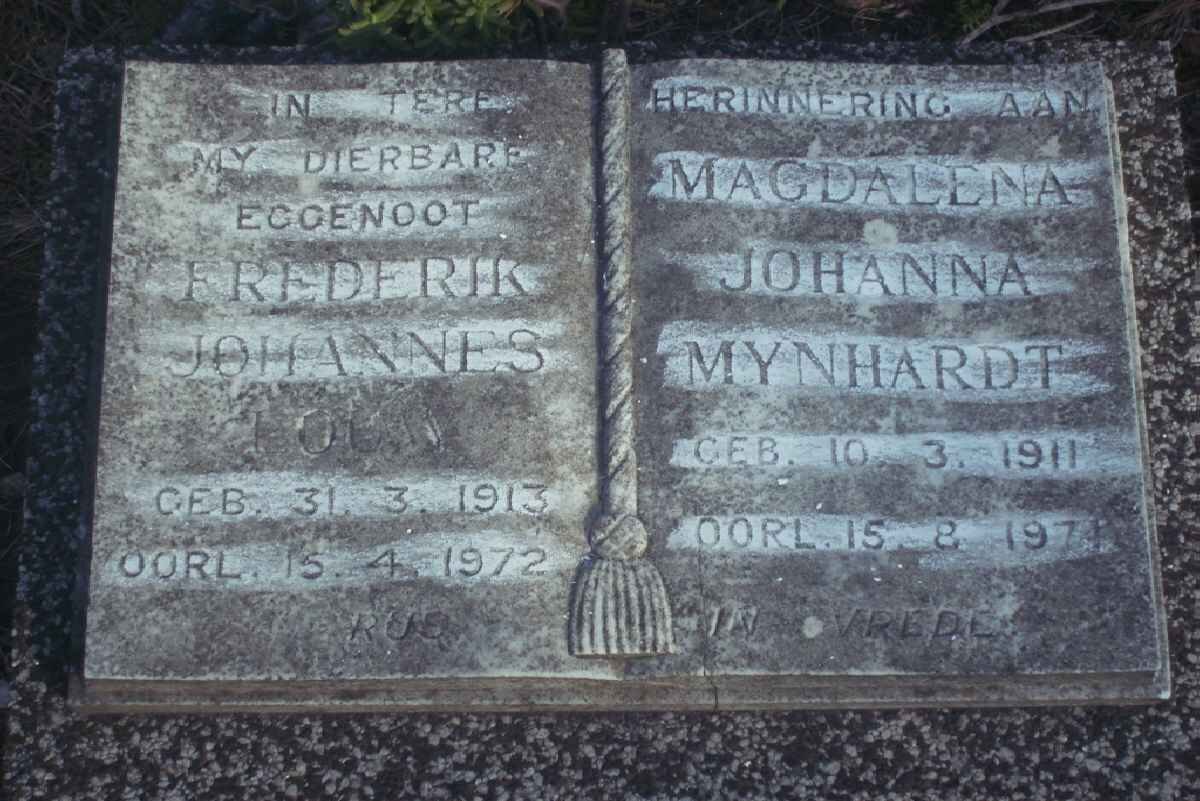 IN TERE HERINNERING AAN
MY DIERBARE
EGGENOOT
FREDERIK
JOHANNES
LOUW
GEB. 31. 3. 1913
OORL. 15. 4. 1972
MAGDALENA
JOHANNA
MYNHARDT
GEB. 10. 3. 1911
OORL. 15. 8.
RUS IN VREDE